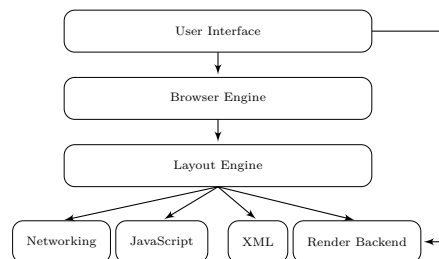 User Interface
Browser Engine
Layout Engine
Networking
JavaScript
XML
Render Backend